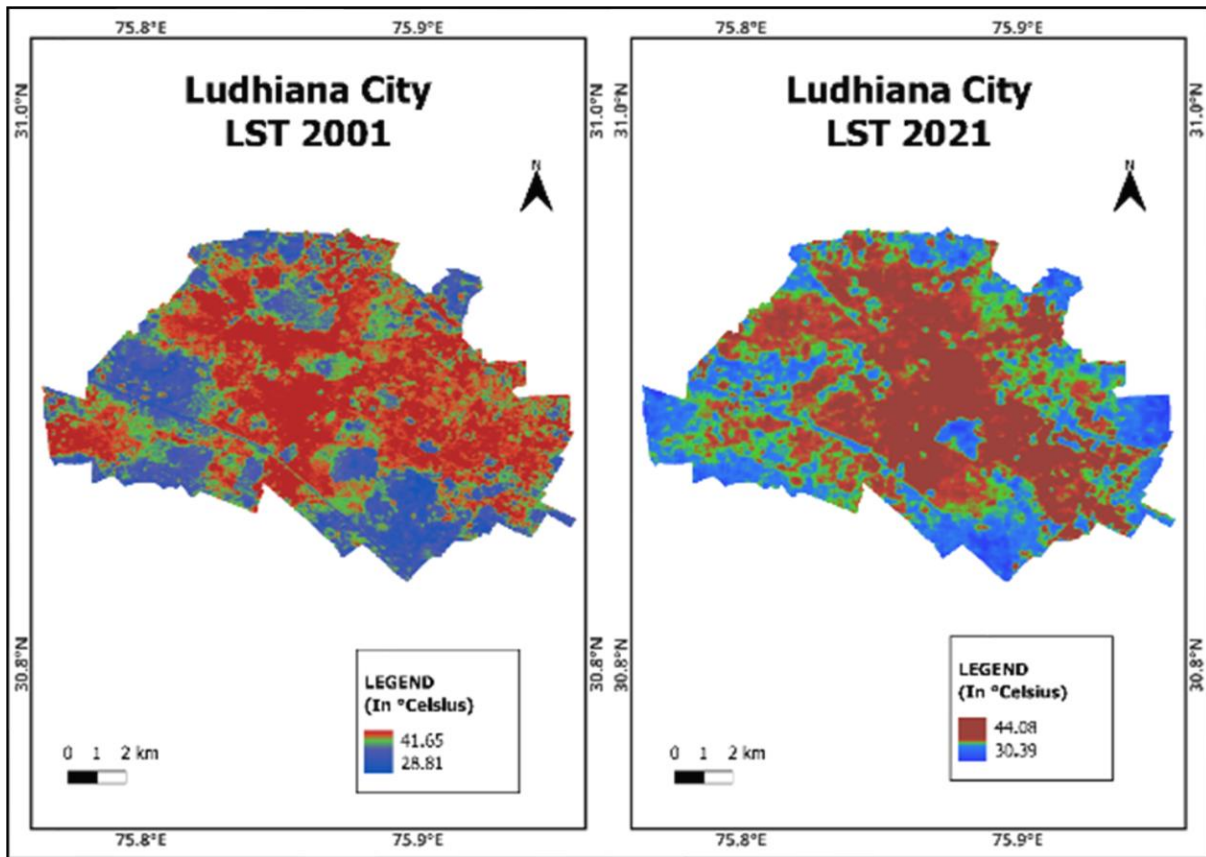 75.8°E 75.9°E 75.8°E 75.9°E
Ludhiana City
LST 2001
Ludhiana City
LST 2021
31.0°N
31.0°N
31.0°N
31.0°N
N
N
30.8°N
30.8°N
30.8°N
30.8°N
LEGEND
(In °Celsius)
41.65
28.81
0 1 2 km
LEGEND
(In °Celsius)
44.08
30.39
0 1 2 km
75.8°E 75.9°E 75.8°E 75.9°E